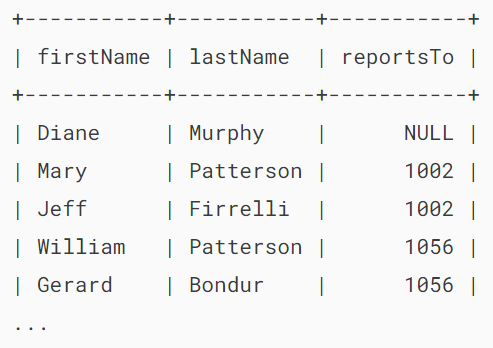 +-----------+-----------+-----------+
| firstName | lastName  | reportsTo |
+-----------+-----------+-----------+
| Diane     | Murphy    |      NULL |
| Mary      | Patterson |      1002 |
| Jeff      | Firrelli  |      1002 |
| William   | Patterson |      1056 |
| Gerard    | Bondur    |      1056 |
...